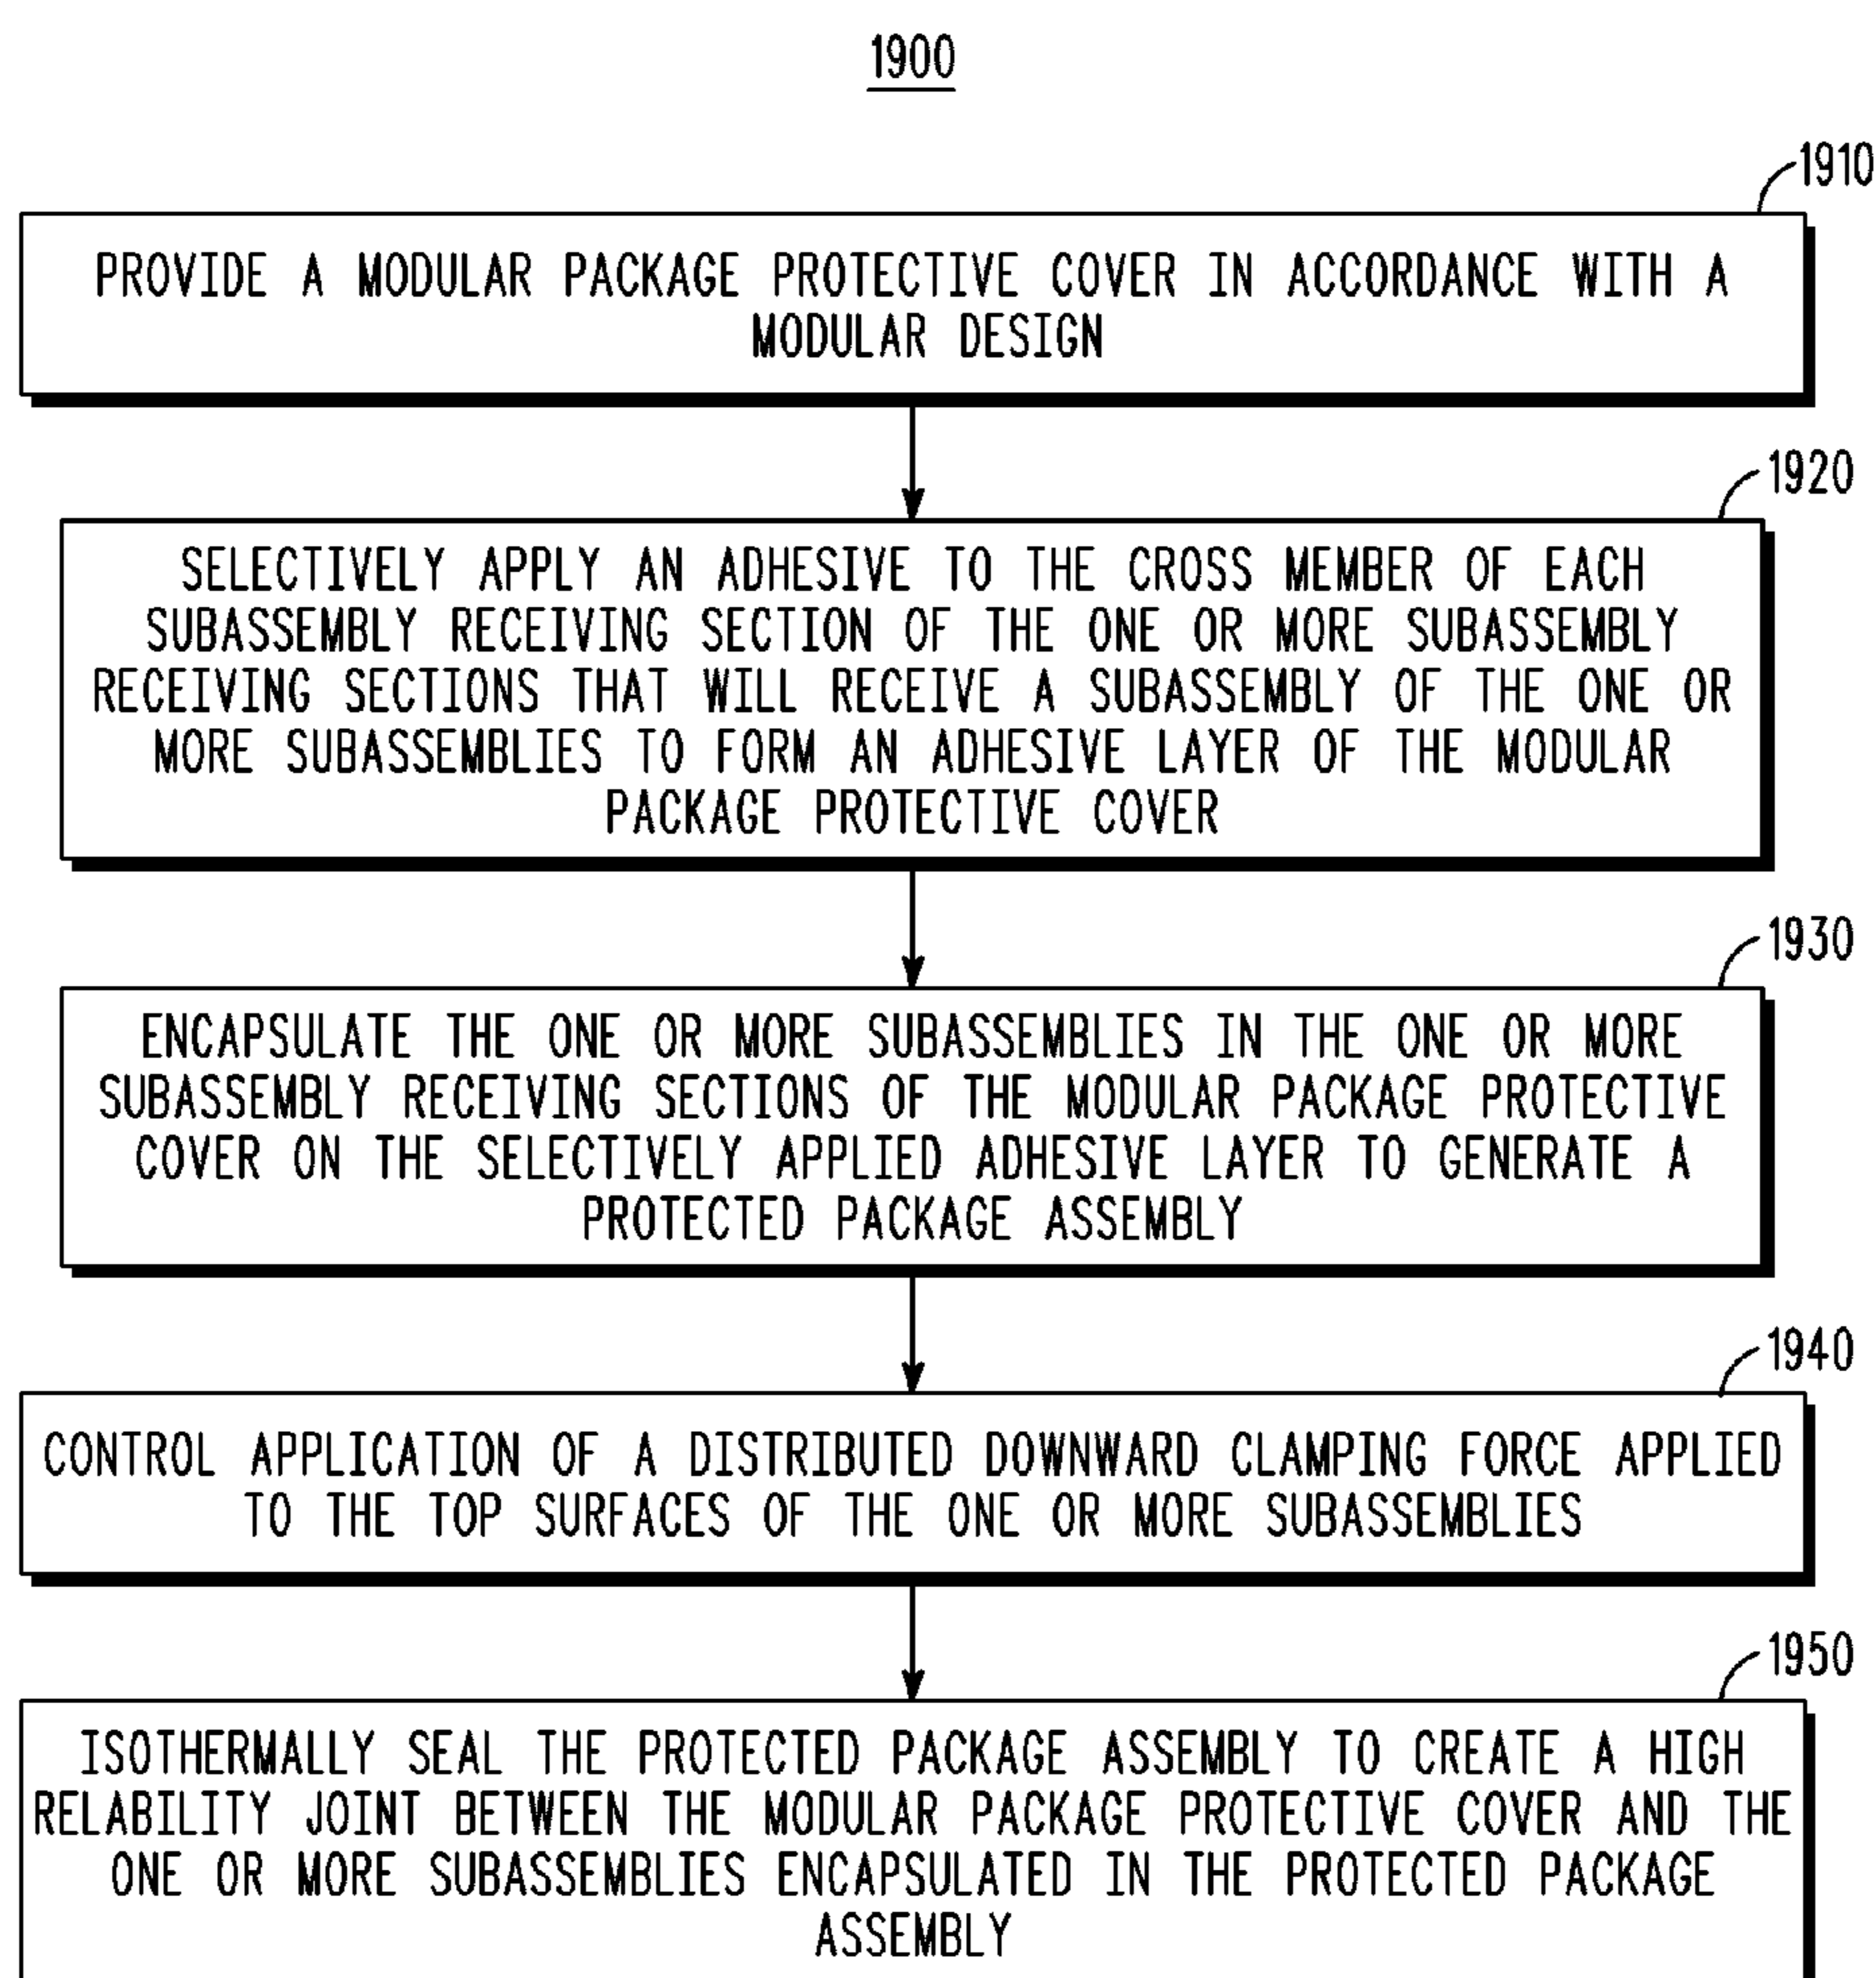 1900
1910
PROVIDE A MODULAR PACKAGE PROTECTIVE COVER IN ACCORDANCE WITH A
MODULAR DESIGN
1920
SELECTIVELY APPLY AN ADHESIVE TO THE CROSS MEMBER OF EACH
SUBASSEMBLY RECEIVING SECTION OF THE ONE OR MORE SUBASSEMBLY
RECEIVING SECTIONS THAT WILL RECEIVE A SUBASSEMBLY OF THE ONE OR
MORE SUBASSEMBLIES TO FORM AN ADHESIVE LAYER OF THE MODULAR
PACKAGE PROTECTIVE COVER
1930
ENCAPSULATE THE ONE OR MORE SUBASSEMBLIES IN THE ONE OR MORE
SUBASSEMBLY RECEIVING SECTIONS OF THE MODULAR PACKAGE PROTECTIVE
COVER ON THE SELECTIVELY APPLIED ADHESIVE LAYER TO GENERATE A
PROTECTED PACKAGE ASSEMBLY
1940
CONTROL APPLICATION OF A DISTRIBUTED DOWNWARD CLAMPING FORCE APPLIED
TO THE TOP SURFACES OF THE ONE OR MORE SUBASSEMBLIES
1950
ISOTHERMALLY SEAL THE PROTECTED PACKAGE ASSEMBLY TO CREATE A HIGH
RELABILITY JOINT BETWEEN THE MODULAR PACKAGE PROTECTIVE COVER AND THE
ONE OR MORE SUBASSEMBLIES ENCAPSULATED IN THE PROTECTED PACKAGE
ASSEMBLY